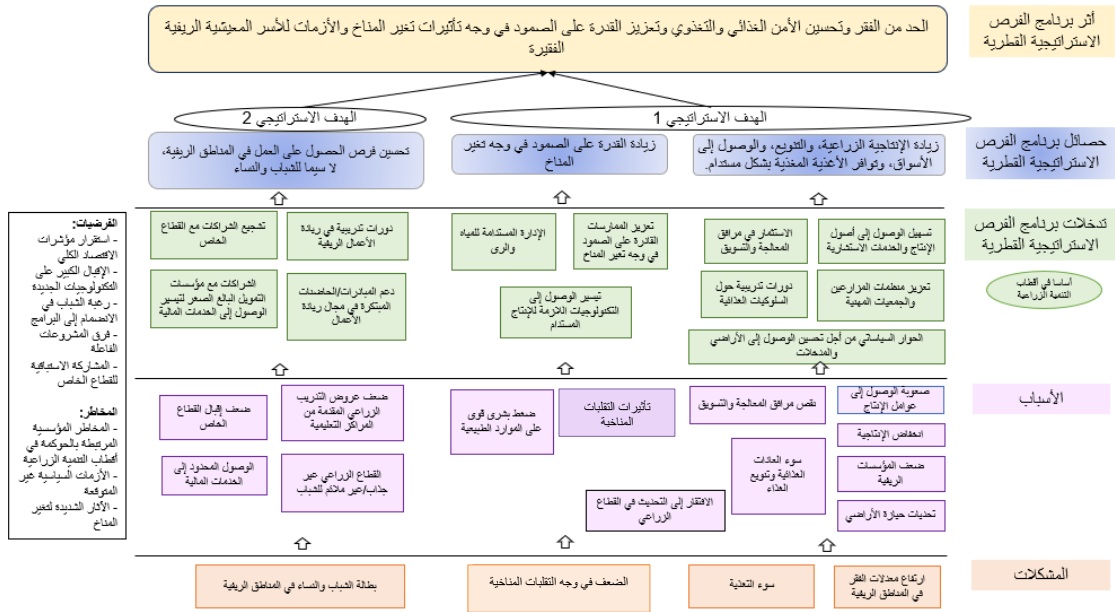 أثر برنامج الفرص
الاستراتيجية القطرية
الحد من الفقر وتحسين الأمن الغذائي والتغذوي وتعزيز القدرة على الصمود في وجه تأثيرات تغير المناخ والأزمات للأسر المعيشية الريفية
الفقيرة
الهدف الاستراتيجي 1
الهدف الاستراتيجي 2
حصائل برنامج الفرص
الاستراتيجية القطرية
زيادة الإنتاجية الزراعية، والتنويع، والوصول إلى
الأسواق، وتوافر الأغذية المغذية بشكل مستدام.
زيادة القدرة على الصمود في وجه تغير
المناخ
تحسين فرص الحصول على العمل في المناطق الريفية،
لا سيما للشباب والنساء
تدخلات برنامج الفرص
الاستراتيجية القطرية
أساسا في أقطاب
التنمية الزراعية
تسهيل الوصول إلى أصول
الإنتاج والخدمات الاستشارية
الاستثمار في مرافق
المعالجة والتسويق
تعزيز منظمات المزارعين
والجمعيات المهنية
دورات تدريبية حول
السلوكيات الغذائية
الحوار السياساتي من أجل تحسين الوصول إلى الأراضي
والمدخلات
تعزيز الممارسات
القادرة على الصمود
في وجه تغير المناخ
الإدارة المستدامة للمياه
والرى
تيسير الوصول إلى
التكنولوجيات اللازمة للإنتاج
المستدام
دورات تدريبية في ريادة
الأعمال الريفية
تشجيع الشراكات مع القطاع
الخاص
دعم المبادرات/الحاضنات
المبتكرة في مجال ريادة
الأعمال
الشراكات مع مؤسسات
التمويل البالغ الصغر لتيسير
الوصول إلى الخدمات المالية
الفرضيات:
- استقرار مؤشرات
الاقتصاد الكلي
- الإقبال الكبير على
التكنولوجيات الجديدة
- رغبة الشباب في
الانضمام إلى البرامج
- فرق المشروعات
الفاعلة
- المشاركة الاستباقية
للقطاع الخاص
المخاطر:
- المخاطر المؤسسية
المرتبطة بالحوكمة في
أقطاب التنمية الزراعية
- الأزمات السياسية غير
المتوقعة
- الآثار الشديدة لتغير
المناخ
الأسباب
صعوبة الوصول إلى
عوامل الإنتاج
انخفاض الإنتاجية
ضعف المؤسسات
الريفية
تحديات حيازة الأراضي
نقص مرافق المعالجة والتسويق
سوء العادات
الغذائية وتنويع
الغذاء
الافتقار إلى التحديث في القطاع
الزراعي
تأثيرات التقلبات
المناخية
ضغط بشرى قوى
على الموارد الطبيعية
ضعف عروض التدريب
الزراعي المقدمة من
المراكز التعليمية
ضعف إقبال القطاع
الخاص
القطاع الزراعي غير
جذاب/غير ملائم للشباب
الوصول المحدود إلى
الخدمات المالية
المشكلات
ارتفاع معدلات الفقر
في المناطق الريفية
سوء التغذية
الضعف في وجه التقلبات المناخية
بطالة الشباب والنساء في المناطق الريفية